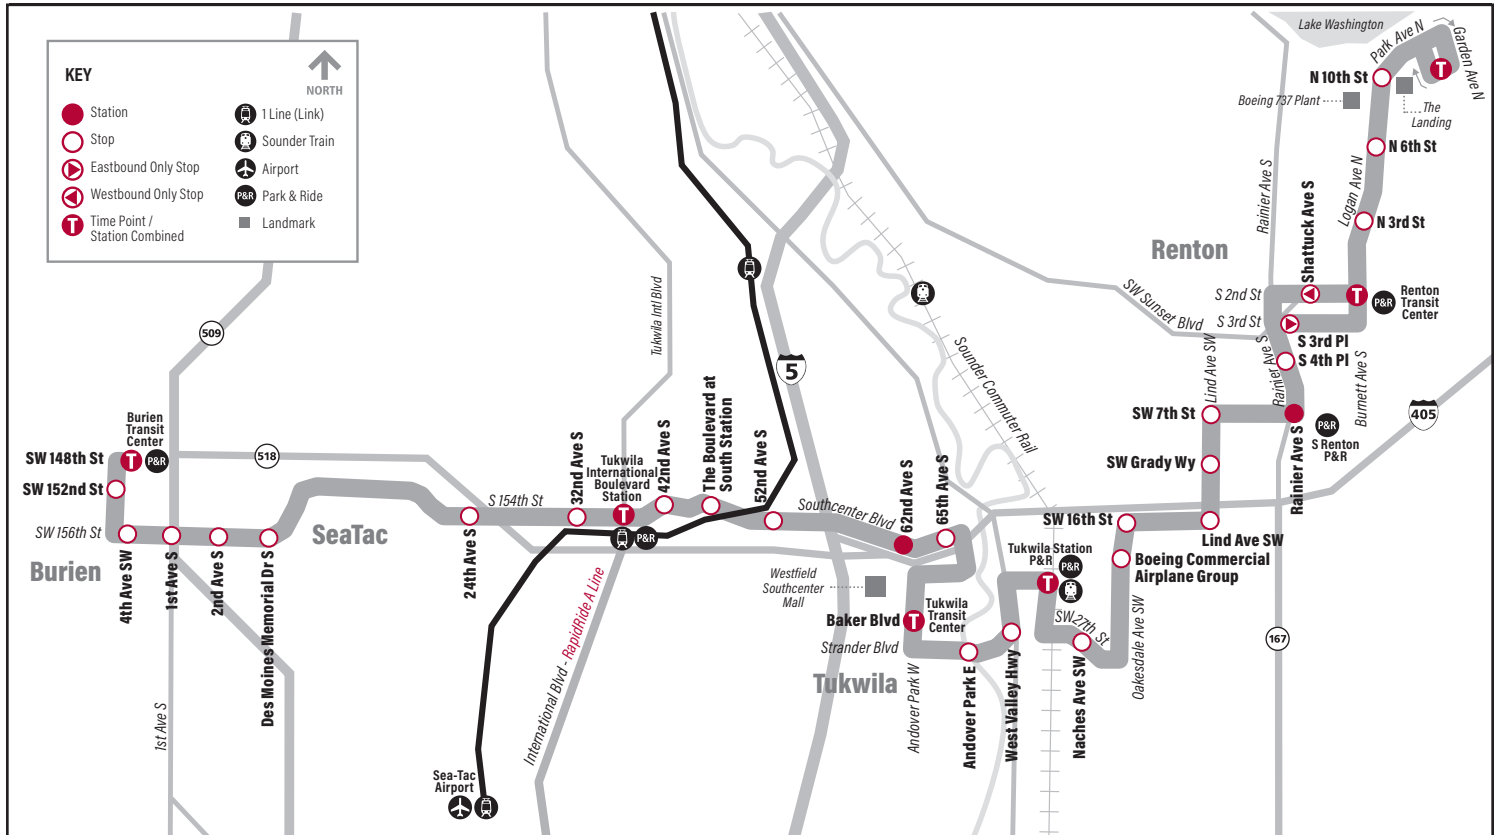 KEY
NORTH
Station
Stop
Eastbound Only Stop
Westbound Only Stop
T
Time Point /
Station Combined
1 Line (Link)
Sounder Train
Airport
P&R
Park & Ride
Landmark
Lake Washington
Park Ave N
Garden Ave N
T
N 10th St
Boeing 737 Plant
The
Landing
N 6th St
Logan Ave N
Rainier Ave S
N 3rd St
Shattuck Ave S
Renton
S 2nd St
T
P&R
Renton
Transit
Center
SW Sunset Blvd
S 3rd St
S 3rd Pl
S 4th Pl
Rainier Ave S
Burnett Ave S
Lind Ave SW
SW 7th St
P&R
S Renton
P&R
Rainier Ave S
405
SW Grady Wy
509
Tukwila Intl Blvd
5
Sounder Commuter Rail
Burien
Transit
Center
SW 148th St
T
P&R
518
SW 152nd St
SW 156th St
SeaTac
Burien
4th Ave SW
1st Ave S
2nd Ave S
Des Moines Memorial Dr S
1st Ave S
S 154th St
24th Ave S
32nd Ave S
Tukwila
International
Boulevard
Station
T
P&R
42nd Ave S
The Boulevard at
South Station
52nd Ave S
Southcenter Blvd
62nd Ave S
65th Ave S
International Blvd - RapidRide A Line
Sea-Tac
Airport
Westfield
Southcenter
Mall
Baker Blvd
T
Tukwila
Transit
Center
Strander Blvd
Tukwila
Andover Park W
Andover Park E
West Valley Hwy
Tukwila Station
P&R
P&R
T
SW 27th St
Naches Ave SW
Oakesdale Ave SW
SW 16th St
Lind Ave SW
Boeing Commercial
Airplane Group
167